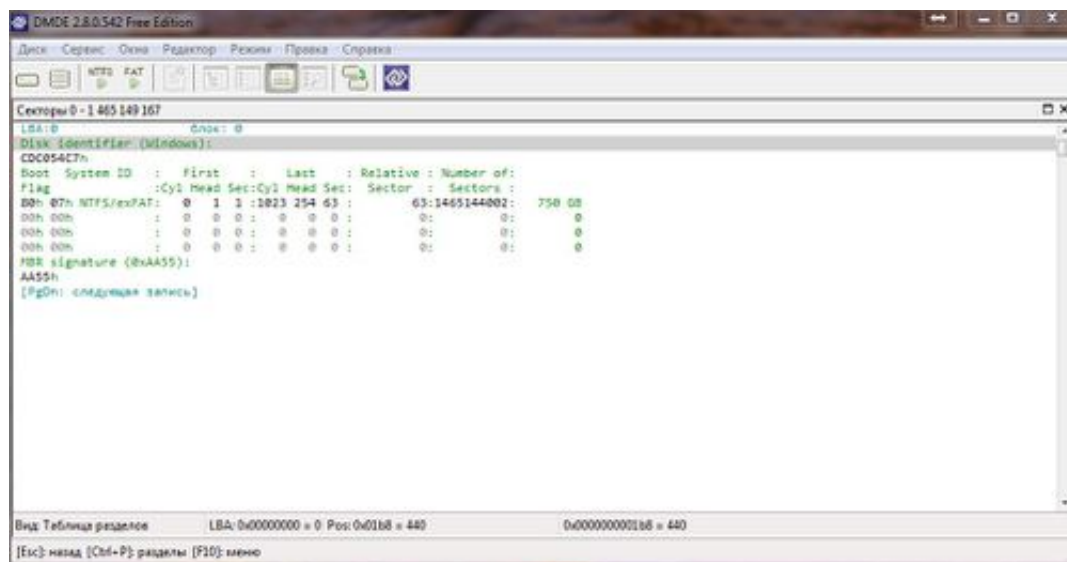 DMDE 2.8.0.542 Free Edition
Диск Сервис Окна Редактор Режим Правка Справка
NTFS FAT
Секторы 0 - 1 465 149 167
LBA:0 блок: 0
Disk identifier (Windows):
CDC054C7h
Boot System ID : First : Last : Relative : Number of:
Flag :Cyl Head Sec:Cyl Head Sec: Sector : Sectors :
80h 07h NTFS/exFAT: 0 1 1 :1023 254 63 : 63:1465144002: 750 GB
00h 00h : 0 0 0 : 0 0 0 : 0: 0: 0
00h 00h : 0 0 0 : 0 0 0 : 0: 0: 0
00h 00h : 0 0 0 : 0 0 0 : 0: 0: 0
MBR signature (0xAA55):
AA55h
[PgDn: следующая запись]
Вид: Таблица разделов LBA: 0x00000000 = 0 Pos: 0x01b8 = 440 0x0000000001b8 = 440
[Esc]: назад [Ctrl+P]: разделы [F10]: меню